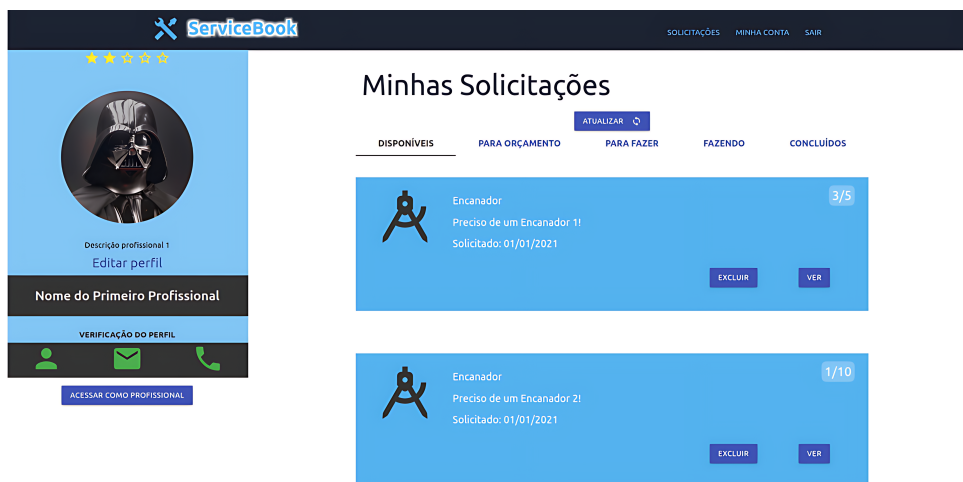 ServiceBook
SOLICITAÇÕES MINHA CONTA SAIR
Descrição profissional 1
Editar perfil
Nome do Primeiro Profissional
VERIFICAÇÃO DO PERFIL
ACESSAR COMO PROFISSIONAL
Minhas Solicitações
ATUALIZAR
DISPONÍVEIS PARA ORÇAMENTO PARA FAZER FAZENDO CONCLUÍDOS
Encanador
3/5
Preciso de um Encanador 1!
Solicitado: 01/01/2021
EXCLUIR VER
Encanador
1/10
Preciso de um Encanador 2!
Solicitado: 01/01/2021
EXCLUIR VER